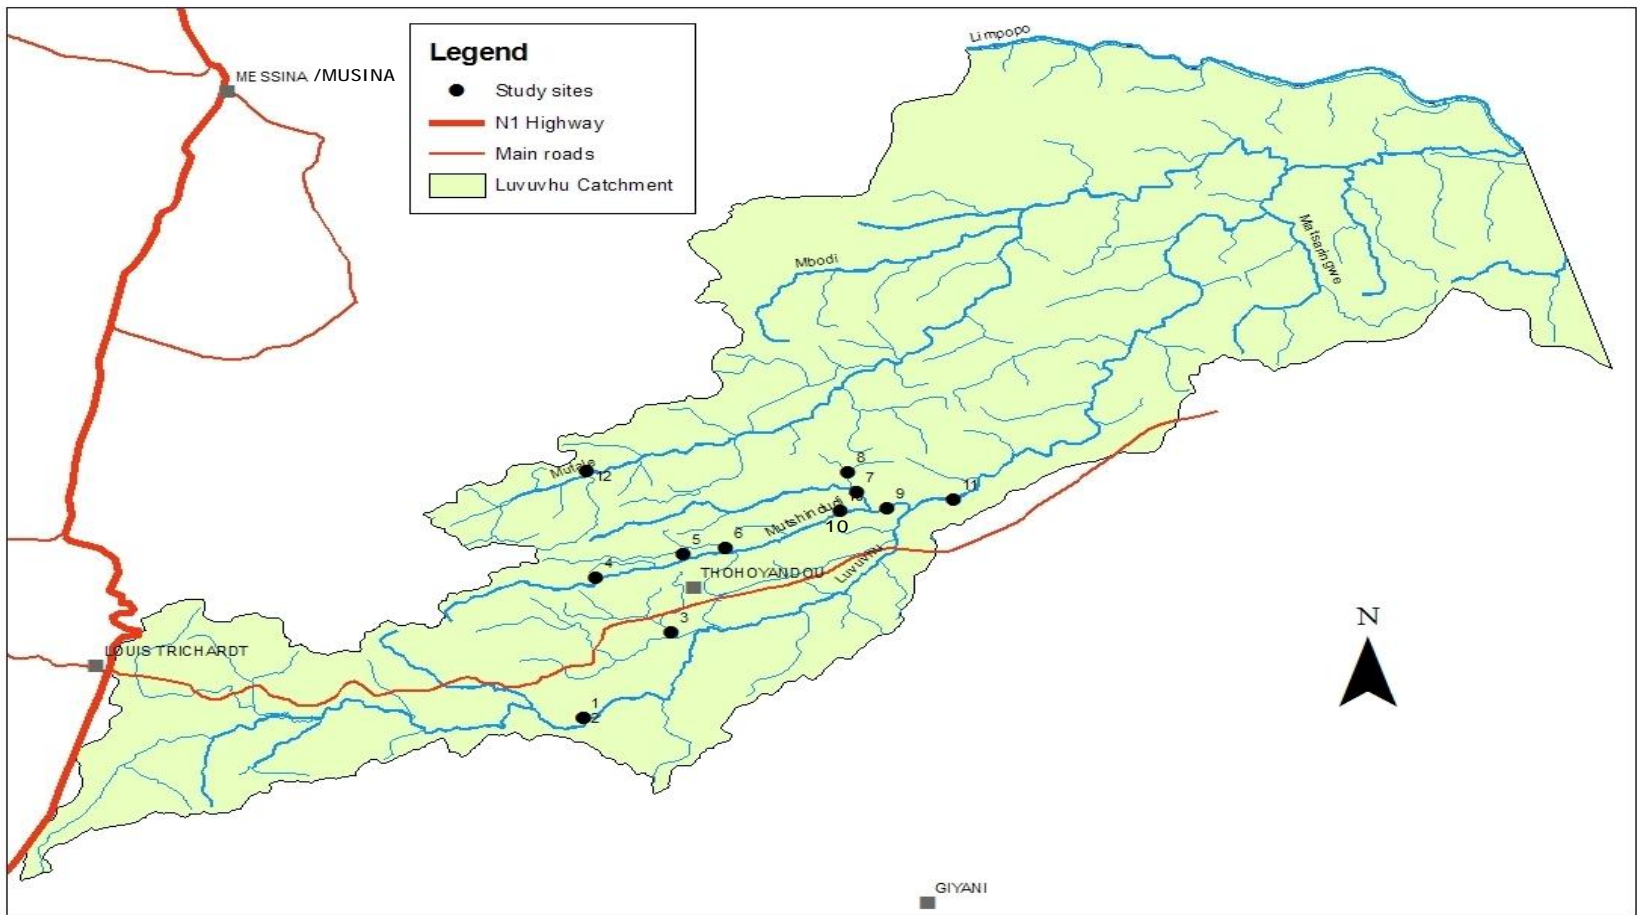 Limpopo
Legend
MESSINA /MUSINA
Study sites
N1 Highway
Main roads
Luvuvhu Catchment
Matsaringwe
Mbodi
Mutale
12
8
7
9
11
Mutshindudi
10
6
5
4
THOHOYANDOU
Luvuvhu
3
LOUIS TRICHARDT
N
1
2
GIYANI